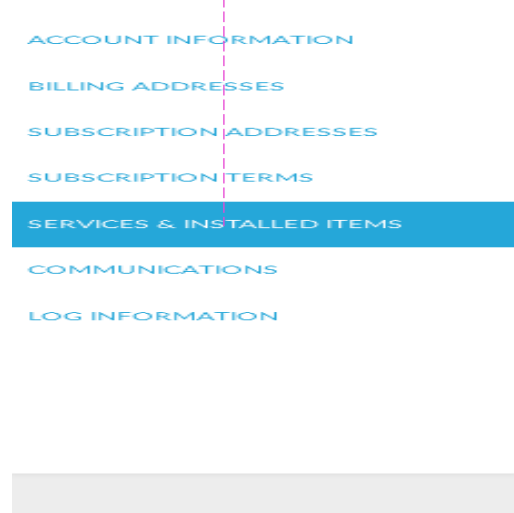 ACCOUNT INFORMATION
BILLING ADDRESSES
SUBSCRIPTION ADDRESSES
SUBSCRIPTION TERMS
SERVICES & INSTALLED ITEMS
COMMUNICATIONS
LOG INFORMATION